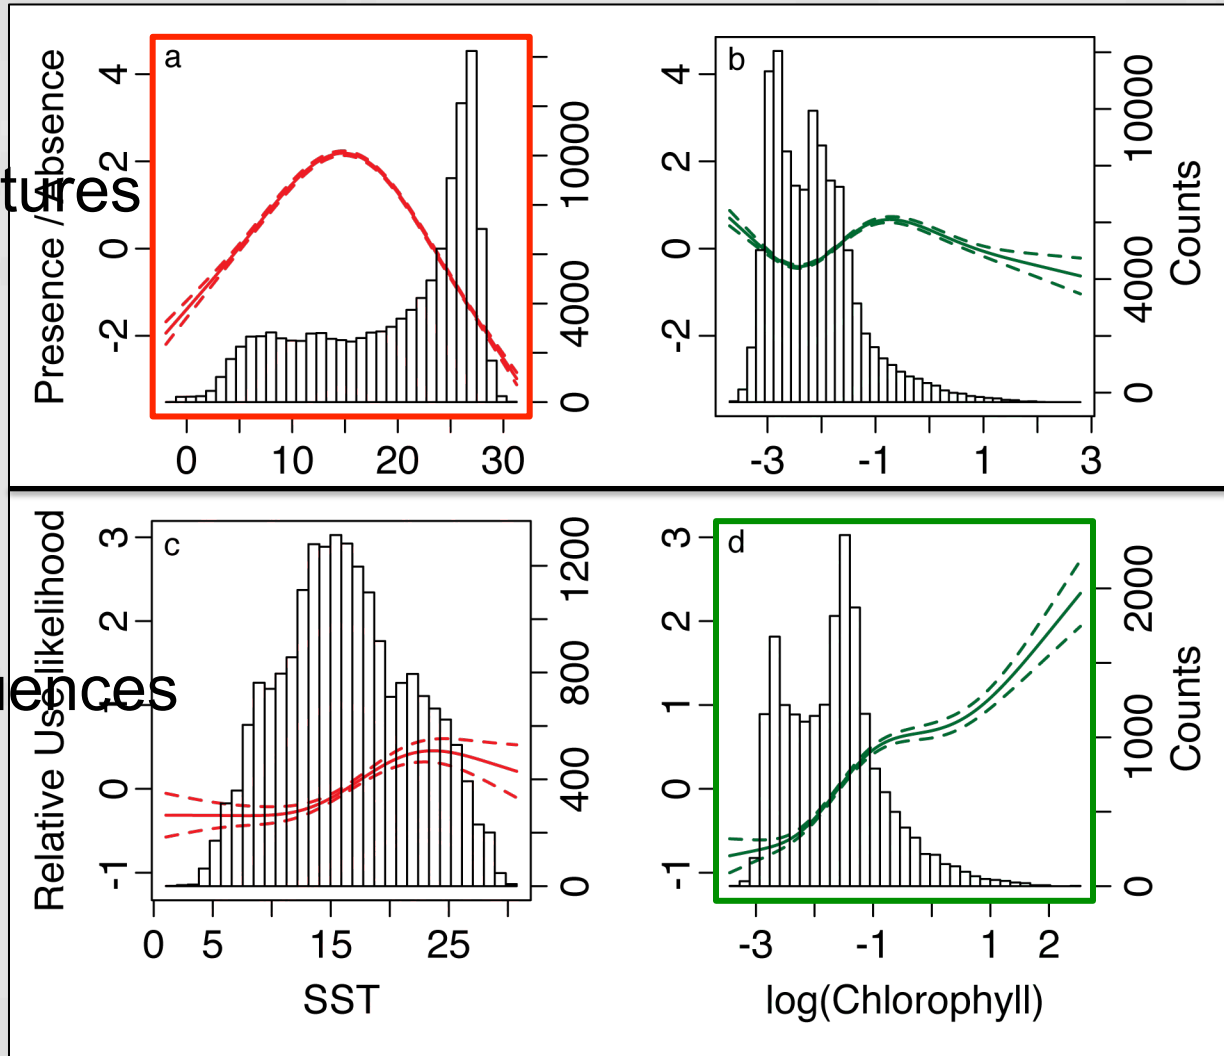 a
4
2
0
-2
Presence / Absence
tures
0
4000
10000
0 10 20 30
b
4
2
0
-2
0
4000
10000
Counts
-3 -1 1 3
c
3
2
1
0
-1
Relative Use likelihood
uences
0
400
800
1200
0 5 15 25
SST
d
3
2
1
0
-1
0
1000
2000
Counts
-3 -1 1 2
log(Chlorophyll)